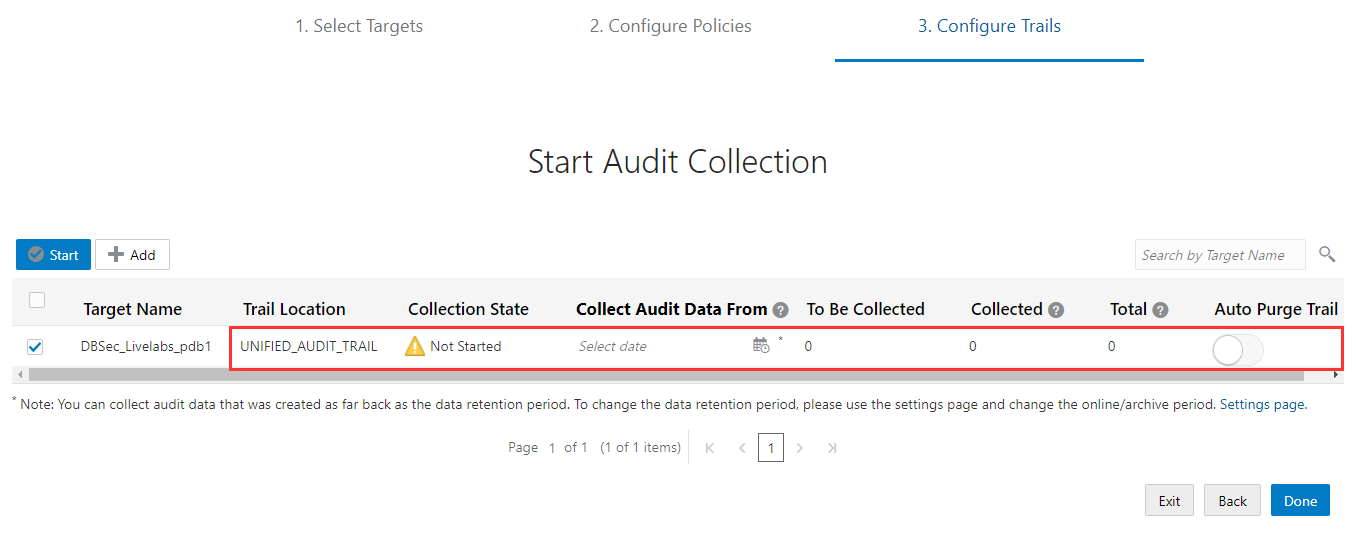 1. Select Targets 2. Configure Policies 3. Configure Trails
Start Audit Collection
Start Add Search by Target Name
Target Name Trail Location Collection State Collect Audit Data From ? To Be Collected Collected ? Total ? Auto Purge Trail
DBSec_Livelabs_pdb1 UNIFIED_AUDIT_TRAIL Not Started Select date * 0 0 0
* Note: You can collect audit data that was created as far back as the data retention period. To change the data retention period, please use the settings page and change the online/archive period. Settings page.
Page 1 of 1 (1 of 1 items) 1
Exit Back Done